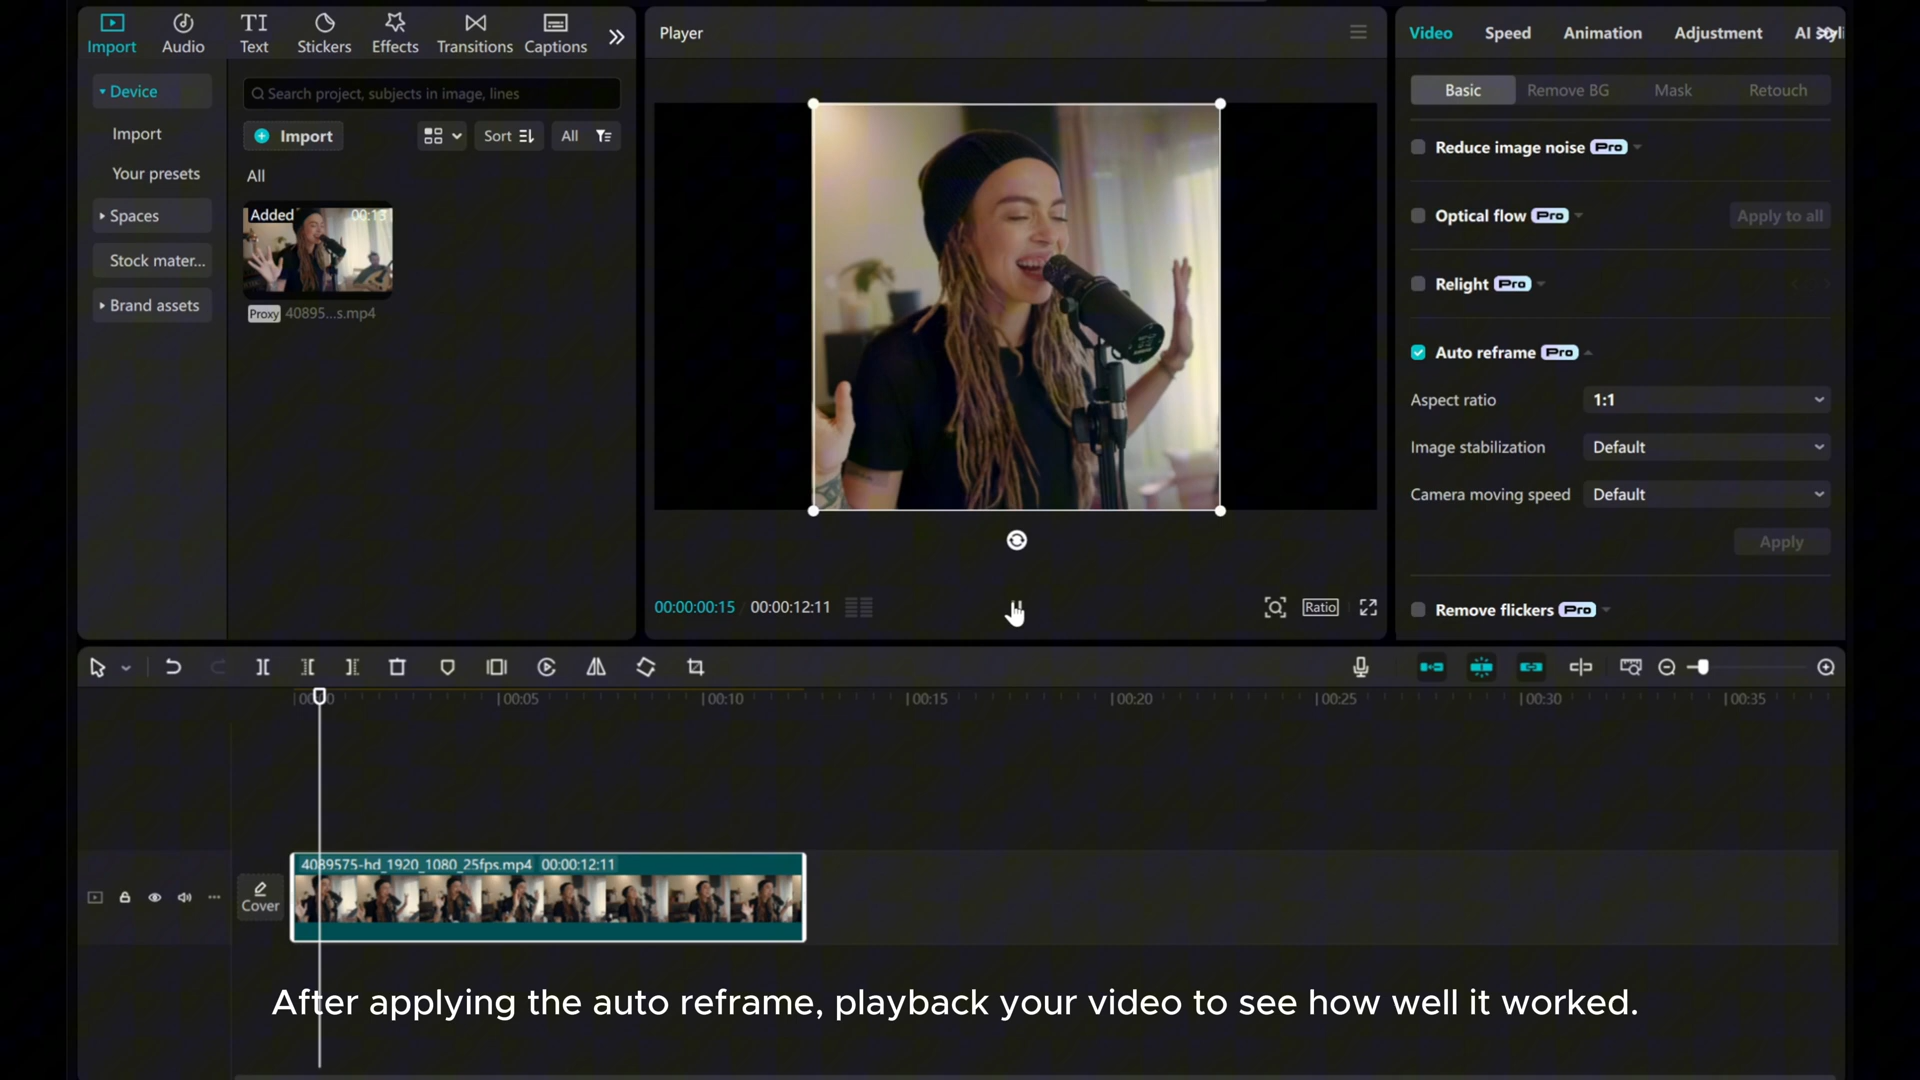 Import
Audio
Text
Stickers
Effects
Transitions
Captions
Device
Import
Your presets
Spaces
Stock mater...
Brand assets
Search project, subjects in image, lines
Import
Sort
All
All
Added
00:13
Proxy 40895...s.mp4
Player
00:00:00:15 00:00:12:11
Ratio
Video
Speed
Animation
Adjustment
Basic
Remove BG
Mask
Retouch
Reduce image noise Pro
Optical flow Pro
Apply to all
Relight Pro
Auto reframe Pro
Aspect ratio 1:1
Image stabilization Default
Camera moving speed Default
Apply
Remove flickers Pro
00:05
00:10
00:15
00:20
00:25
00:30
00:35
Cover
4089575-hd_1920_1080_25fps.mp4 00:00:12:11
After applying the auto reframe, playback your video to see how well it worked.